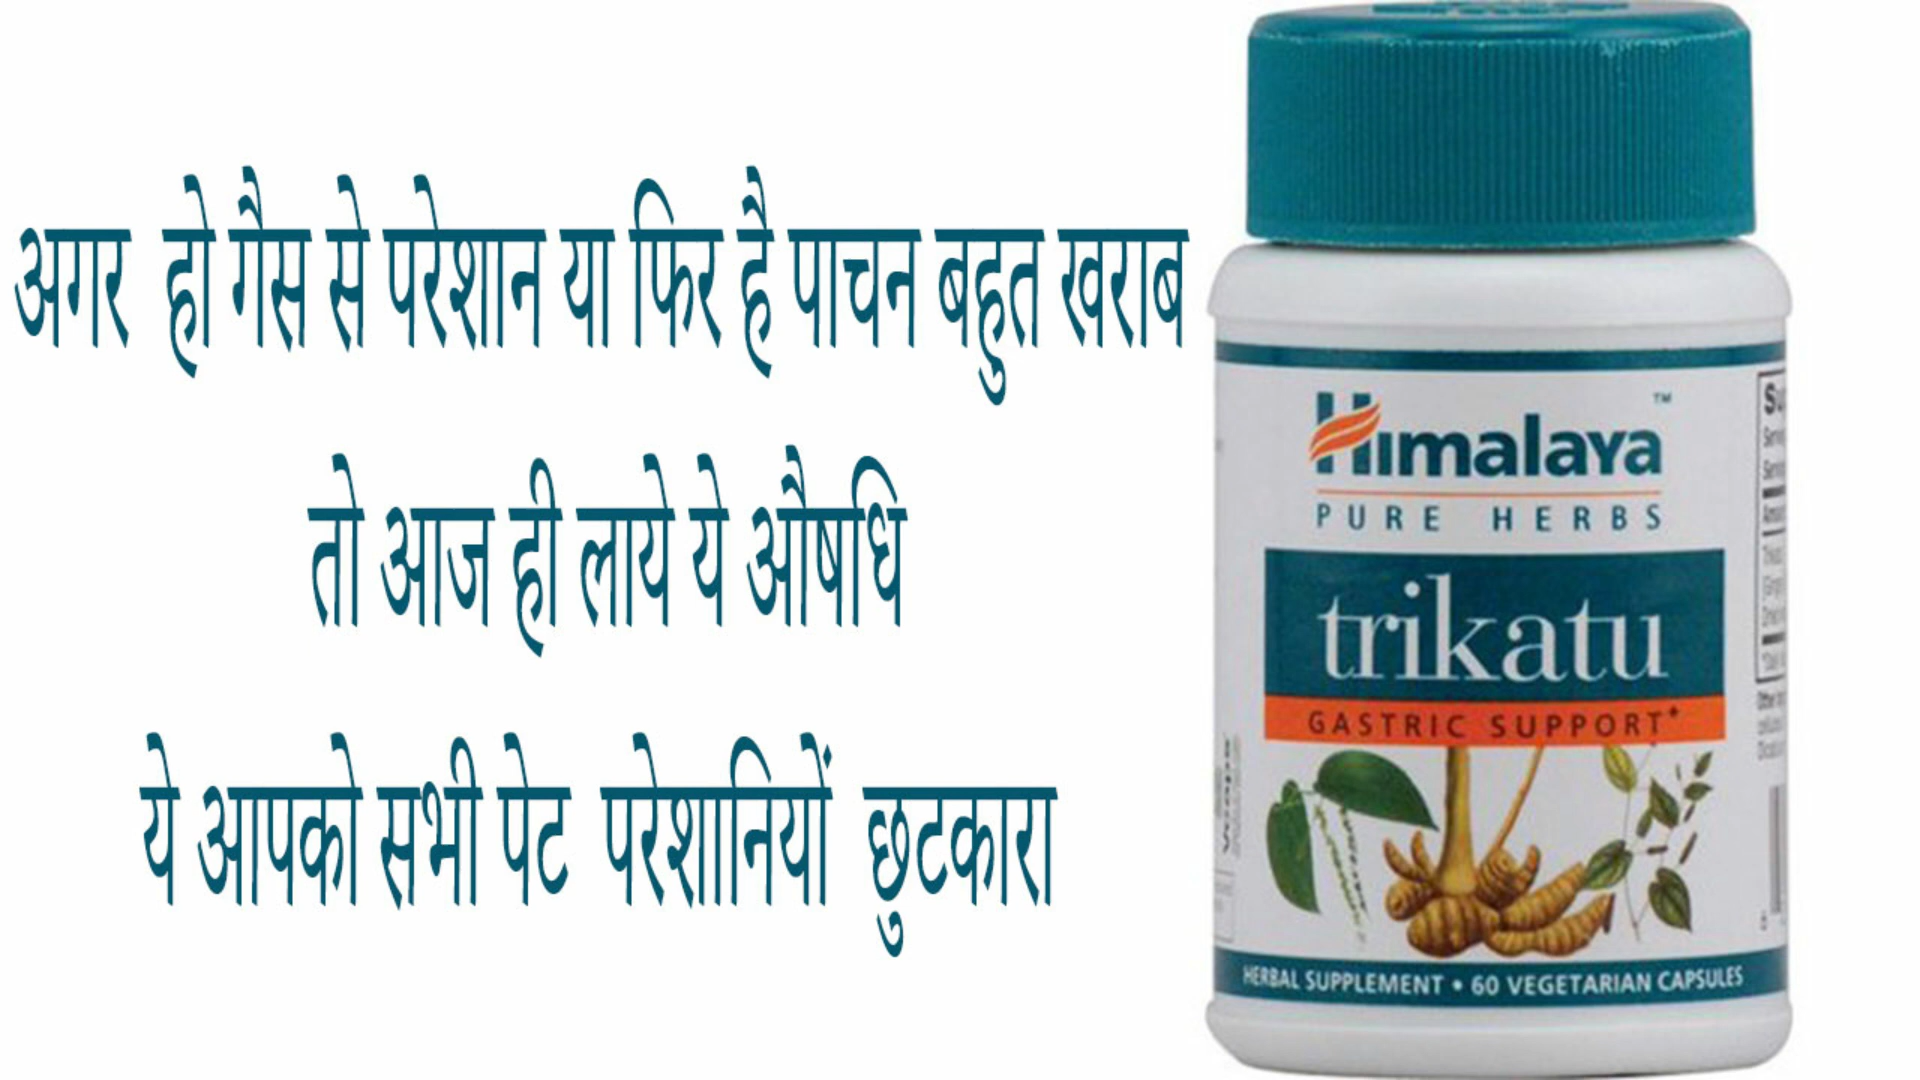 अगर हो गैस से परेशान या फिर है पाचन बहुत खराब
तो आज ही लाये ये औषधि
ये आपको सभी पेट परेशानियों छुटकारा
Himalaya™
PURE HERBS
trikatu
GASTRIC SUPPORT*
HERBAL SUPPLEMENT • 60 VEGETARIAN CAPSULES